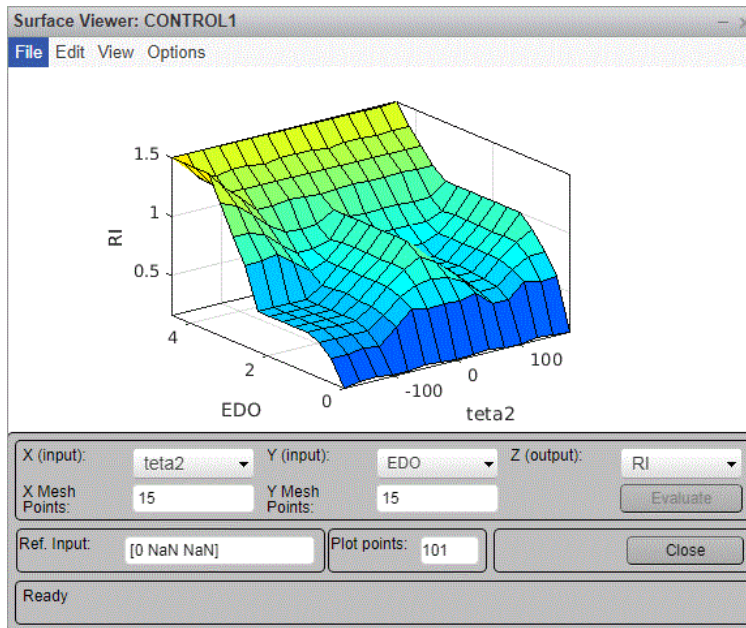 Surface Viewer: CONTROL1
File Edit View Options
1.5
1
0.5
RI
4
2
0
EDO
-100
0
100
teta2
X (input): teta2 Y (input): EDO Z (output): RI
X Mesh
Points: 15 Y Mesh
Points: 15 Evaluate
Ref. Input: [0 NaN NaN] Plot points: 101 Close
Ready